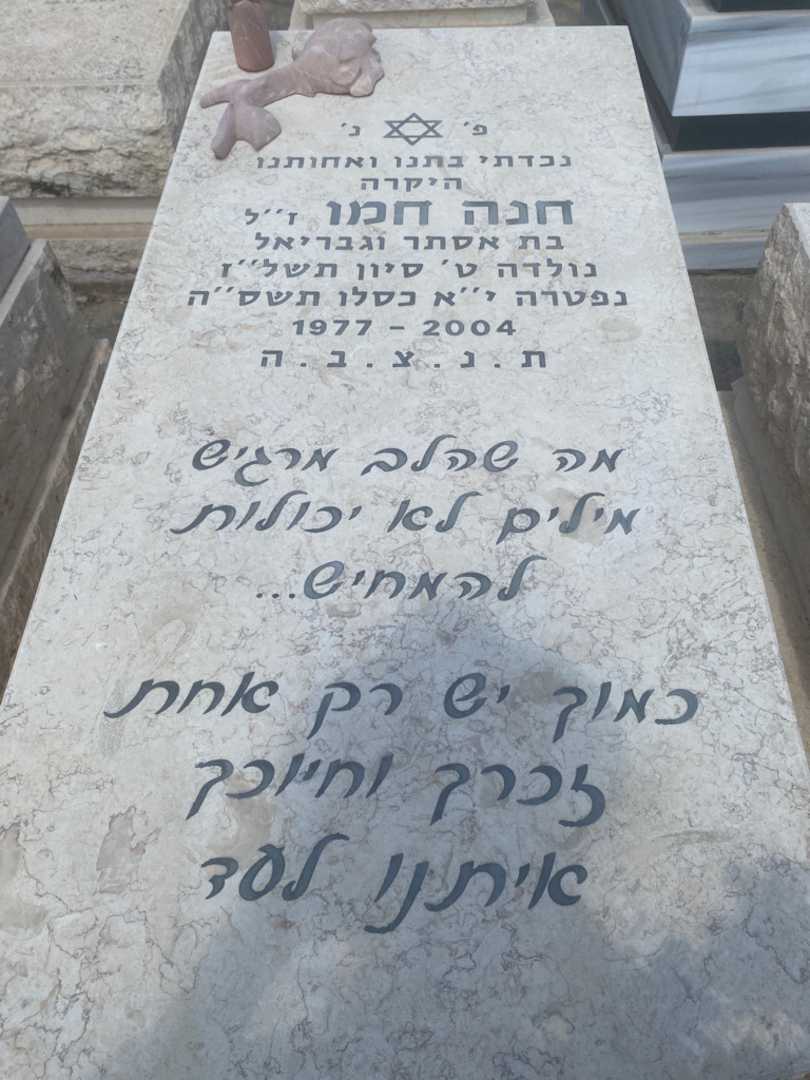 פ' נ'
נכדתי בתנו ואחותנו
היקרה
חנה חמו ז''ל
בת אסתר וגבריאל
נולדה ט' סיון תשל''ז
נפטרה י''א כסלו תשס''ה
1977 - 2004
ת . נ . צ . ב . ה
מה שהלב מרגיש
מילים לא יכולות
להמחיש...
כמוך יש רק אחת
זכרך וחיוכך
איתנו לעד